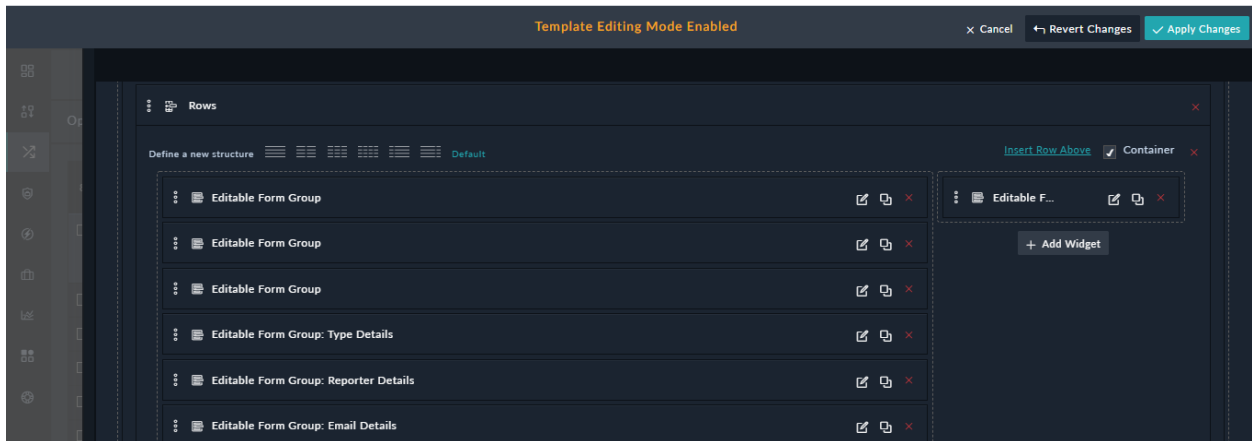 Template Editing Mode Enabled
Cancel
Revert Changes
Apply Changes
Op
Rows
Define a new structure
Default
Insert Row Above
Container
Editable Form Group
Editable F...
Editable Form Group
Add Widget
Editable Form Group
Editable Form Group: Type Details
Editable Form Group: Reporter Details
Editable Form Group: Email Details